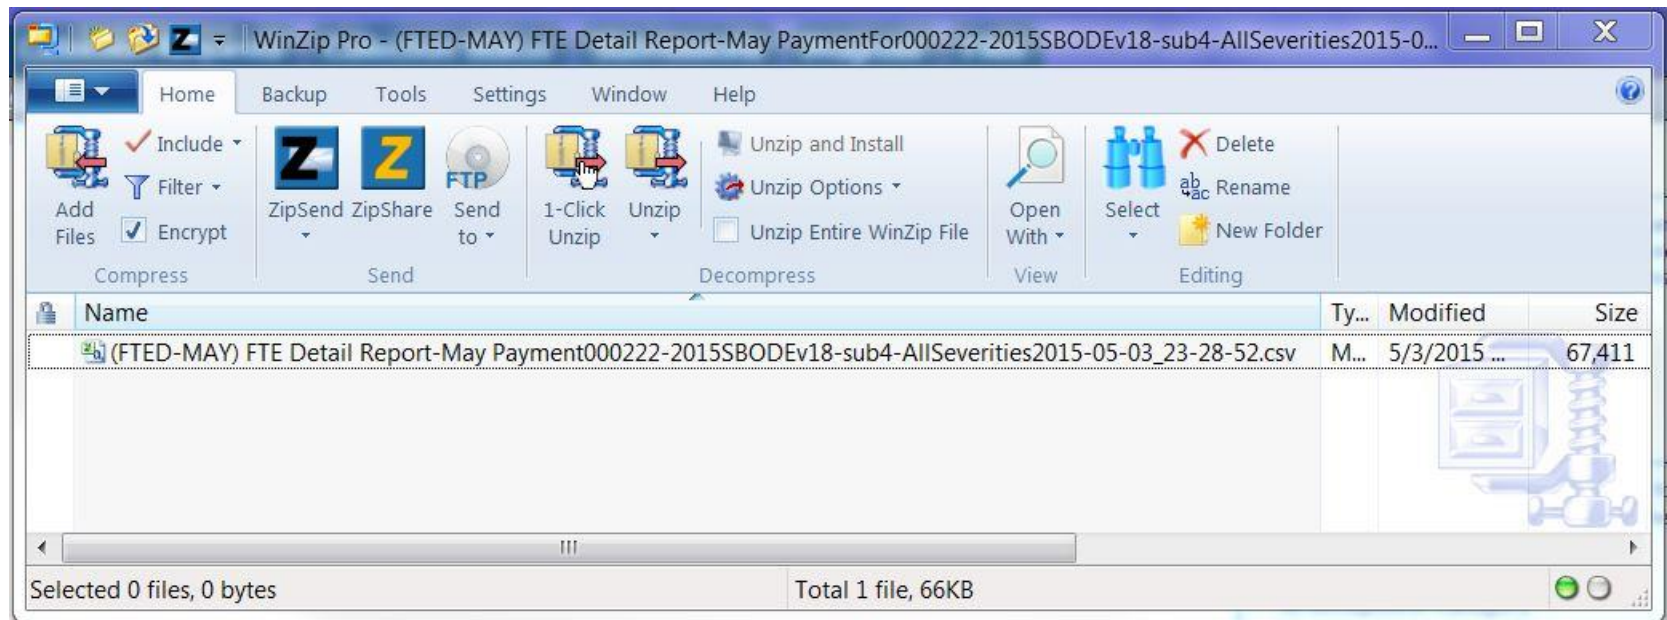 WinZip Pro - (FTED-MAY) FTE Detail Report-May PaymentFor000222-2015SBODEv18-sub4-AllSeverities2015-0...
Home Backup Tools Settings Window Help
Add Files
Include
Filter
Encrypt
Compress
ZipSend ZipShare
FTP
Send to
Send
1-Click Unzip
Unzip
Unzip and Install
Unzip Options
Unzip Entire WinZip File
Decompress
Open With
View
Select
Delete
Rename
New Folder
Editing
Name Ty... Modified Size
(FTED-MAY) FTE Detail Report-May Payment000222-2015SBODEv18-sub4-AllSeverities2015-05-03_23-28-52.csv M... 5/3/2015 ... 67,411
Selected 0 files, 0 bytes Total 1 file, 66KB